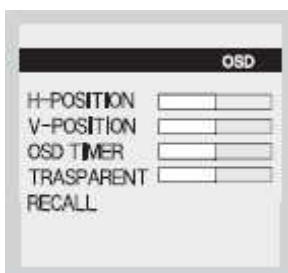 OSD
H-POSITION
V-POSITION
OSD TIMER
TRASPARENT
RECALL